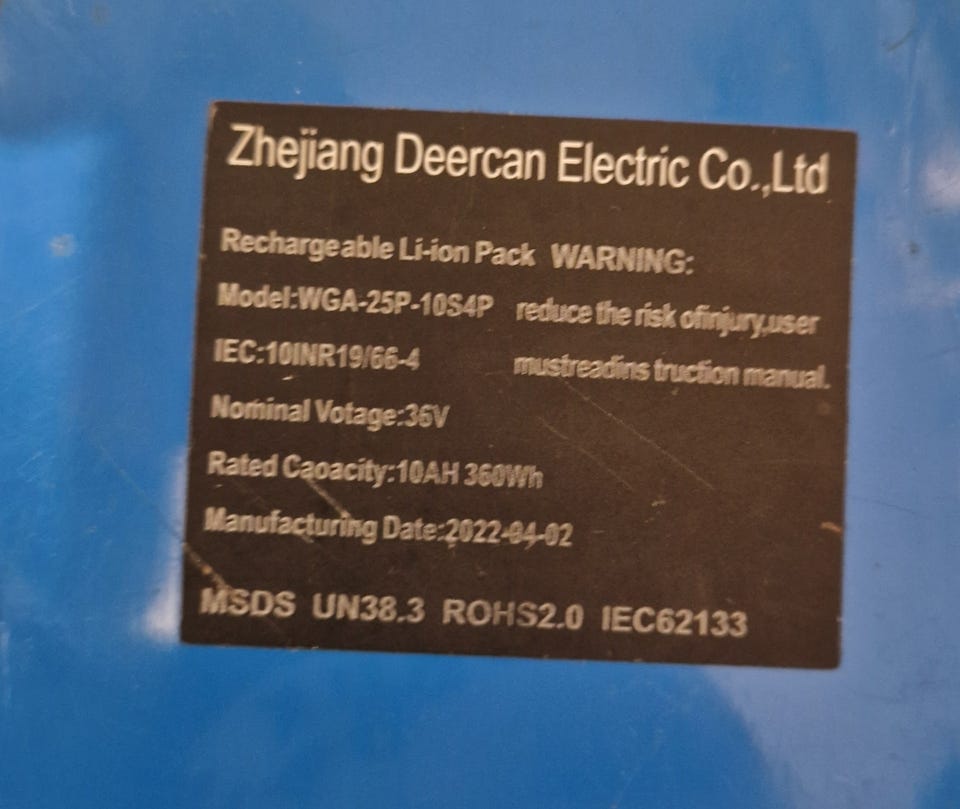 Zhejiang Deercan Electric Co.,Ltd
Rechargeable Li-ion Pack WARNING:
Model:WGA-25P-10S4P reduce the risk ofinjury,user
IEC:10INR19/66-4 mustreadins truction manual.
Nominal Votage:36V
Rated Caoacity:10AH 360Wh
Manufacturing Date:2022-04-02
MSDS UN38.3 ROHS2.0 IEC62133